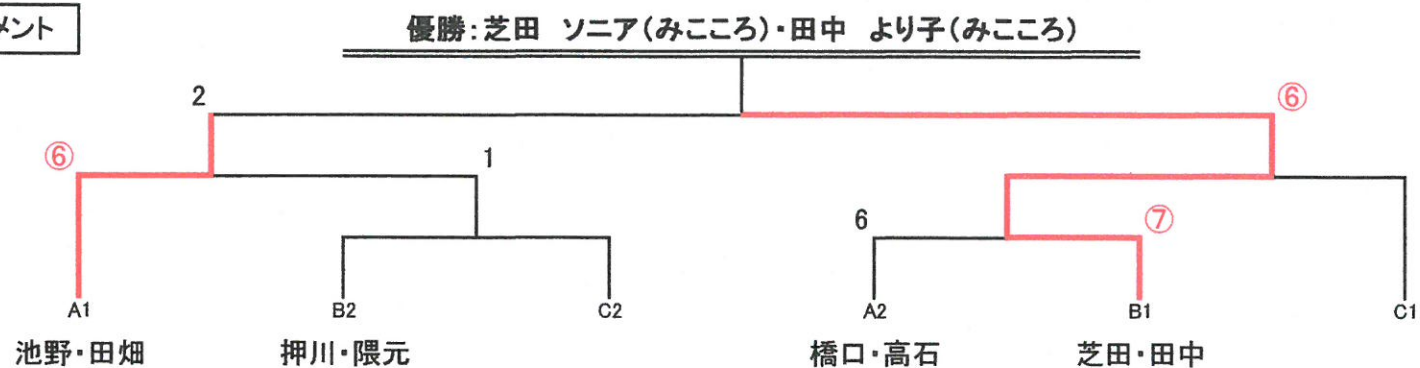 メント
優勝：芝田　ソニア（みこころ）・田中　より子（みこころ）
2
⑥
⑥
1
6
⑦
A1
B2
C2
A2
B1
C1
池野・田畑
押川・隈元
橋口・高石
芝田・田中